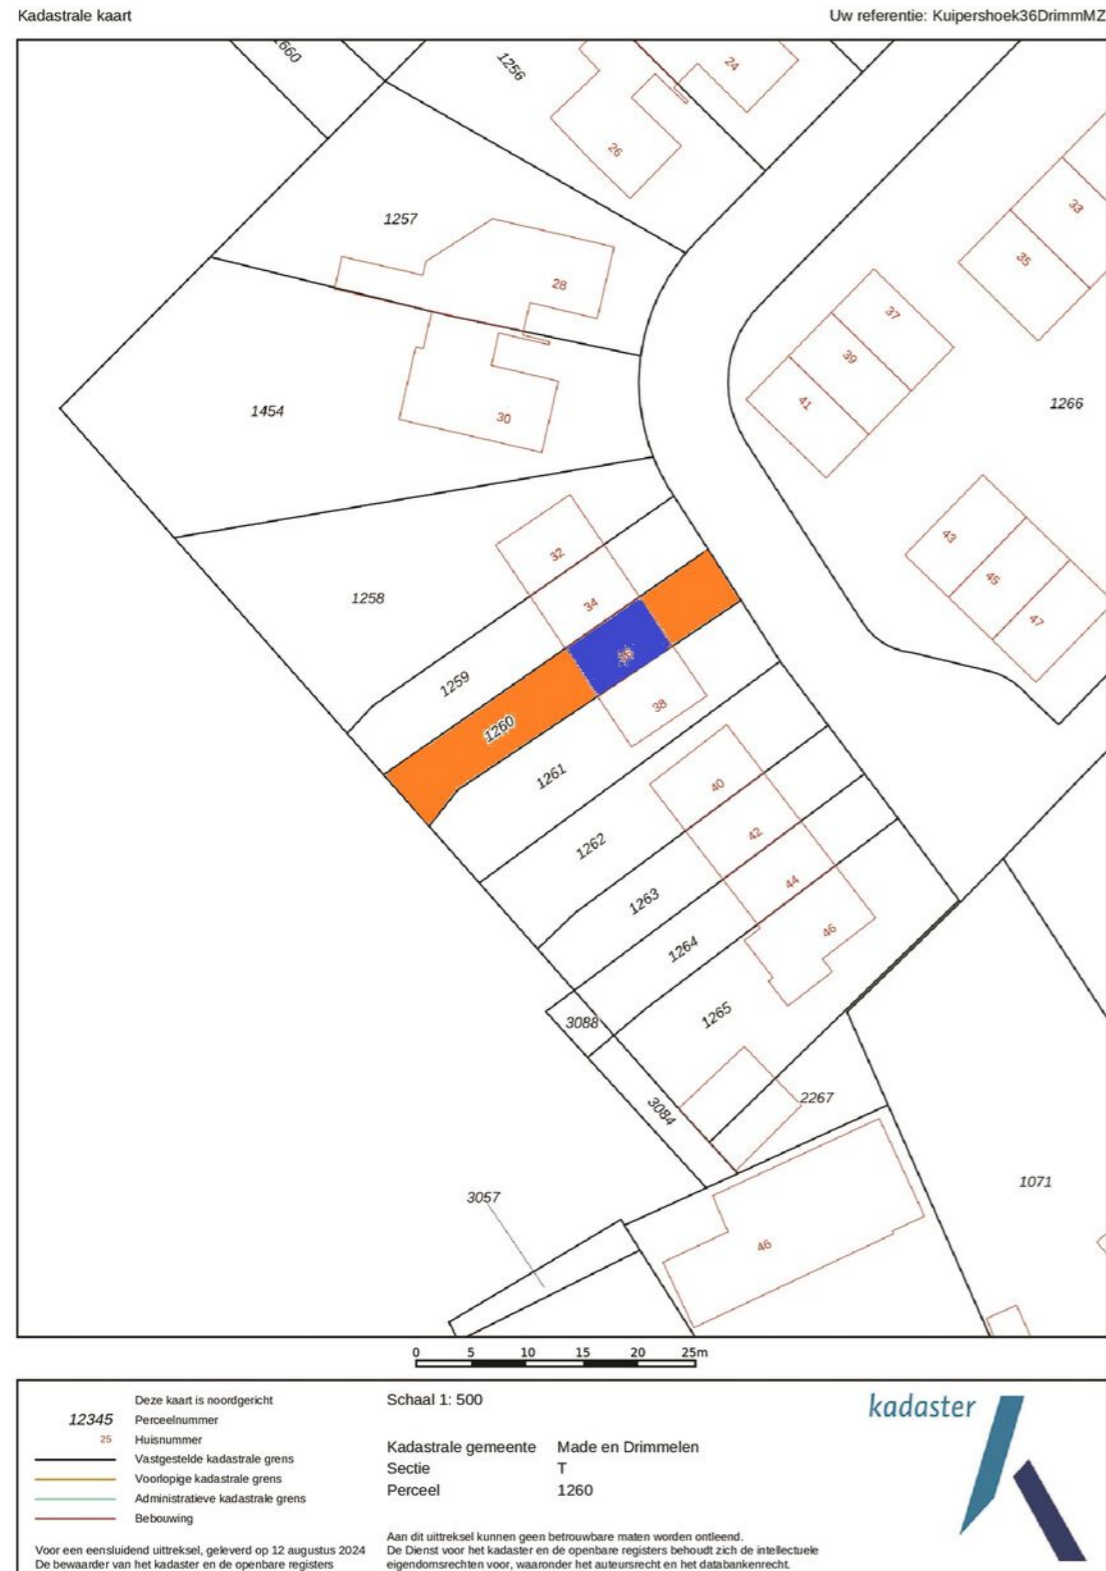 Kadastrale kaart
Uw referentie: Kuipershoek36DrimmMZ
1660
1256
24
26
33
1257
35
28
37
39
41
1454
30
1266
43
32
45
1258
34
47
1259
38
1260
1261
40
1262
42
1263
44
46
1264
1265
3088
2267
3084
1071
3057
46
0 5 10 15 20 25m
Deze kaart is noordgericht
12345 Perceelnummer
25 Huisnummer
Vastgestelde kadastrale grens
Voorlopige kadastrale grens
Administratieve kadastrale grens
Bebouwing
Voor een eensluidend uittreksel, geleverd op 12 augustus 2024
De bewaarder van het kadaster en de openbare registers
Schaal 1: 500
Kadastrale gemeente Made en Drimmelen
Sectie T
Perceel 1260
Aan dit uittreksel kunnen geen betrouwbare maten worden ontleend.
De Dienst voor het kadaster en de openbare registers behoudt zich de intellectuele
eigendomsrechten voor, waaronder het auteursrecht en het databankenrecht.
kadaster